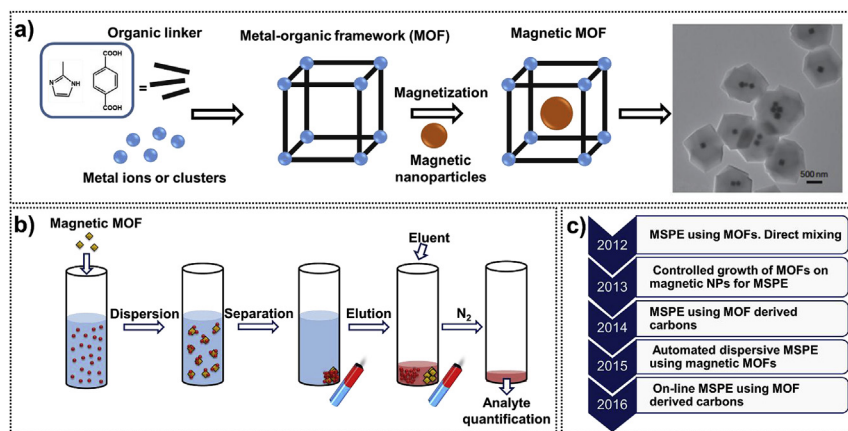 a)
Organic linker
COOH
N
NH
=
COOH
Metal ions or clusters
Metal-organic framework (MOF)
Magnetization
Magnetic
nanoparticles
Magnetic MOF
500 nm
b)
Magnetic MOF
Dispersion
Separation
Elution
Eluent
N2
Analyte
quantification
c)
2012
MSPE using MOFs. Direct mixing
2013
Controlled growth of MOFs on
magnetic NPs for MSPE
2014
MSPE using MOF derived
carbons
2015
Automated dispersive MSPE
using magnetic MOFs
2016
On-line MSPE using MOF
derived carbons